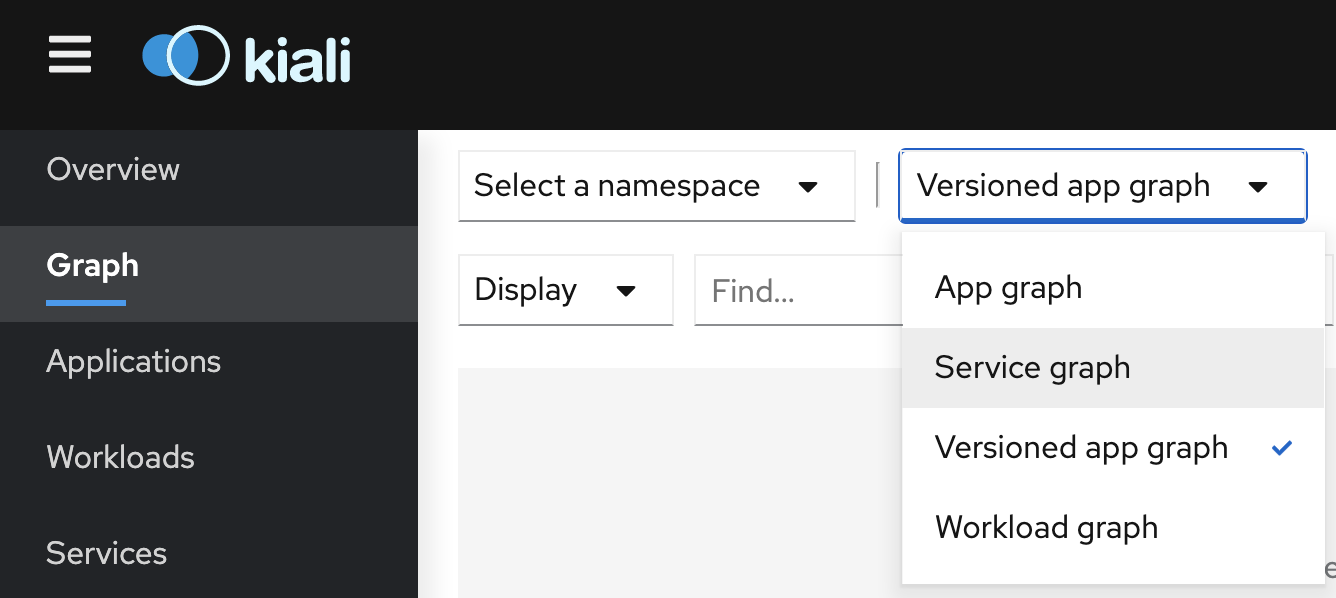 kiali
Overview
Graph
Applications
Workloads
Services
Select a namespace
Versioned app graph
Display
Find...
App graph
Service graph
Versioned app graph
Workload graph